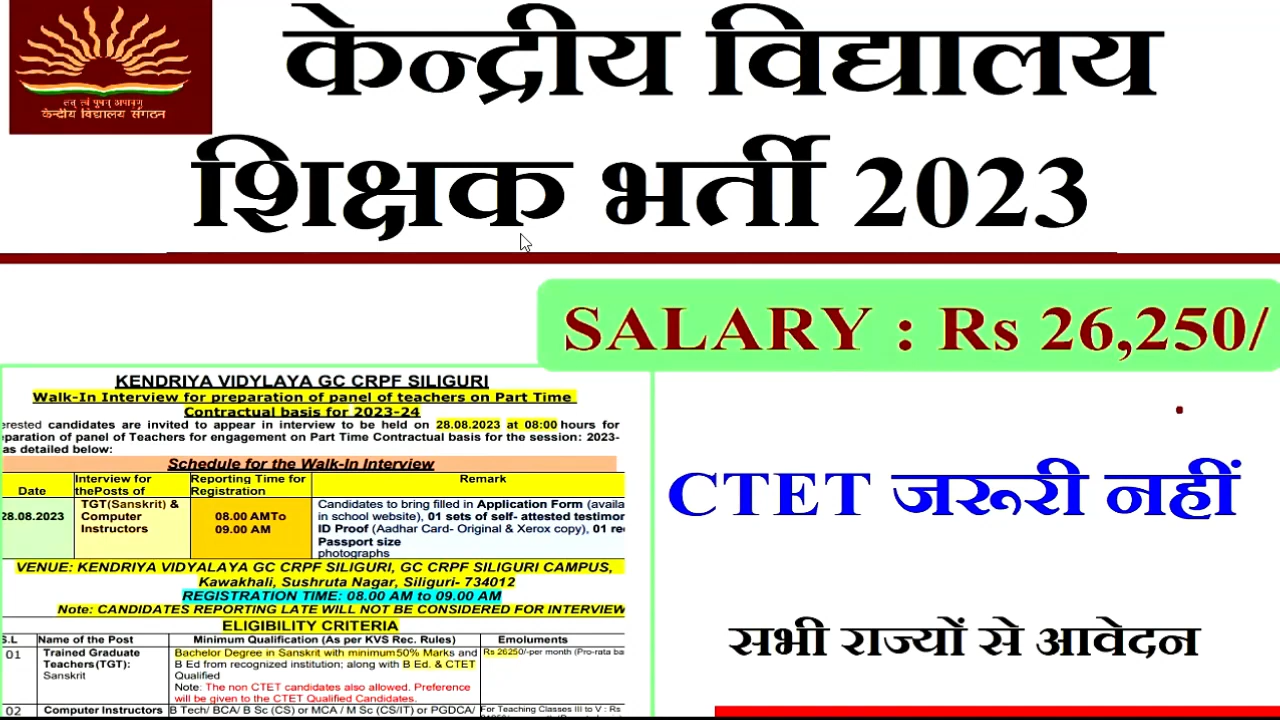 केन्द्रीय विद्यालय
शिक्षक भर्ती 2023
केन्दीय विद्यालय संगठन
SALARY : Rs 26,250/
KENDRIYA VIDYLAYA GC CRPF SILIGURI
Walk-In Interview for preparation of panel of teachers on Part Time
Contractual basis for 2023-24
erested candidates are invited to appear in interview to be held on 28.08.2023 at 08:00 hours for
paration of panel of Teachers for engagement on Part Time Contractual basis for the session: 2023-
as detailed below:
Schedule for the Walk-In Interview
Date Interview for thePosts of Reporting Time for Registration Remark
28.08.2023 TGT(Sanskrit) & Computer Instructors 08.00 AMTo 09.00 AM
Candidates to bring filled in Application Form (availa
in school website), 01 sets of self- attested testimor
ID Proof (Aadhar Card- Original & Xerox copy), 01 re
Passport size
photographs
VENUE: KENDRIYA VIDYALAYA GC CRPF SILIGURI, GC CRPF SILIGURI CAMPUS,
Kawakhali, Sushruta Nagar, Siliguri- 734012
REGISTRATION TIME: 08.00 AM to 09.00 AM
Note: CANDIDATES REPORTING LATE WILL NOT BE CONSIDERED FOR INTERVIEW
ELIGIBILITY CRITERIA
S.L Name of the Post Minimum Qualification (As per KVS Rec. Rules) Emoluments
01 Trained Graduate Teachers(TGT): Sanskrit
Bachelor Degree in Sanskrit with minimum50% Marks and
B Ed from recognized institution; along with B Ed. & CTET
Qualified
Note: The non CTET candidates also allowed. Preference
will be given to the CTET Qualified Candidates.
Rs 26250/-per month (Pro-rata ba
02 Computer Instructors B Tech/ BCA/ B Sc (CS) or MCA / M Sc (CS/IT) or PGDCA/ For Teaching Classes III to V : Rs
CTET जरूरी नहीं
सभी राज्यों से आवेदन